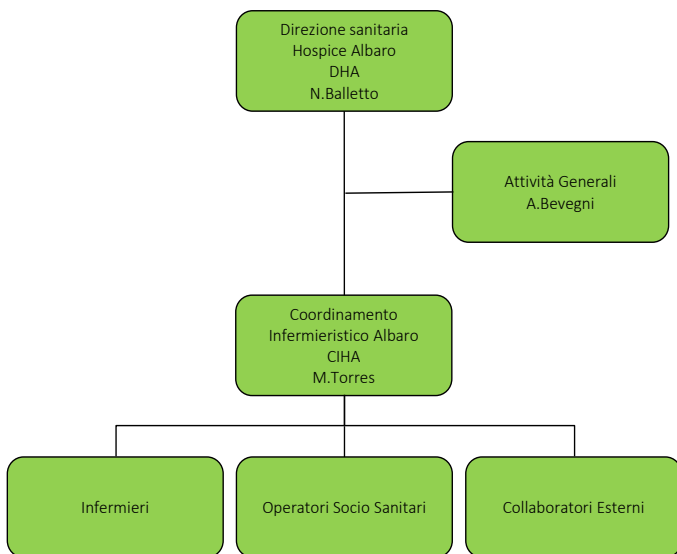 Direzione sanitaria
Hospice Albaro
DHA
N.Balletto
Attività Generali
A.Bevegni
Coordinamento
Infermieristico Albaro
CIHA
M.Torres
Infermieri
Operatori Socio Sanitari
Collaboratori Esterni